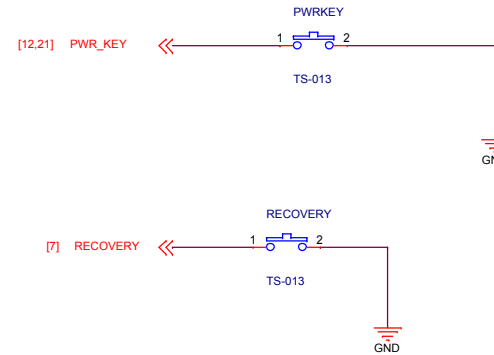 PWRKEY
[12,21] PWR_KEY 1 2
TS-013
RECOVERY
[7] RECOVERY 1 2
TS-013
GND